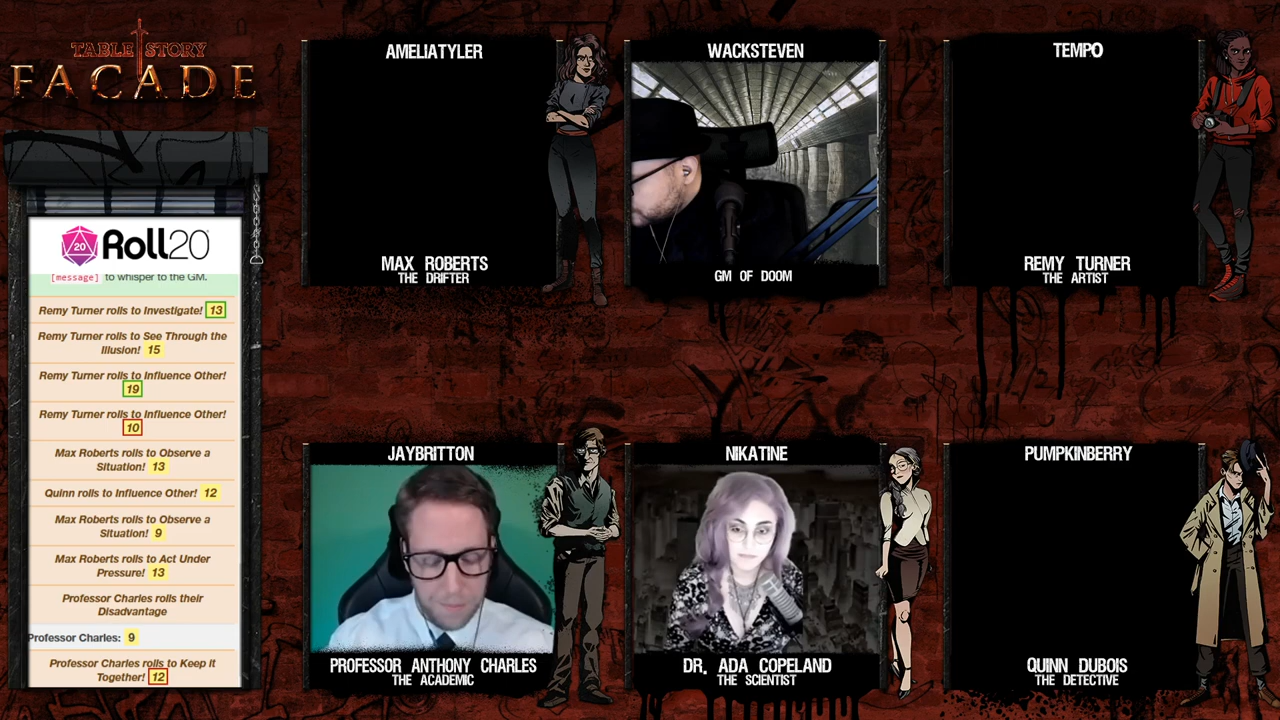 TABLE STORY
FACADE
20
Roll20
[message] to whisper to the GM.
Remy Turner rolls to Investigate! 13
Remy Turner rolls to See Through the
Illusion! 15
Remy Turner rolls to Influence Other!
19
Remy Turner rolls to Influence Other!
10
Max Roberts rolls to Observe a
Situation! 13
Quinn rolls to Influence Other! 12
Max Roberts rolls to Observe a
Situation! 9
Max Roberts rolls to Act Under
Pressure! 13
Professor Charles rolls their
Disadvantage
Professor Charles: 9
Professor Charles rolls to Keep It
Together! 12
AMELIATYLER
MAX ROBERTS
THE DRIFTER
WACKSTEVEN
GM OF DOOM
TEMPO
REMY TURNER
THE ARTIST
JAYBRITTON
PROFESSOR ANTHONY CHARLES
THE ACADEMIC
NIKATINE
DR. ADA COPELAND
THE SCIENTIST
PUMPKINBERRY
QUINN DUBOIS
THE DETECTIVE